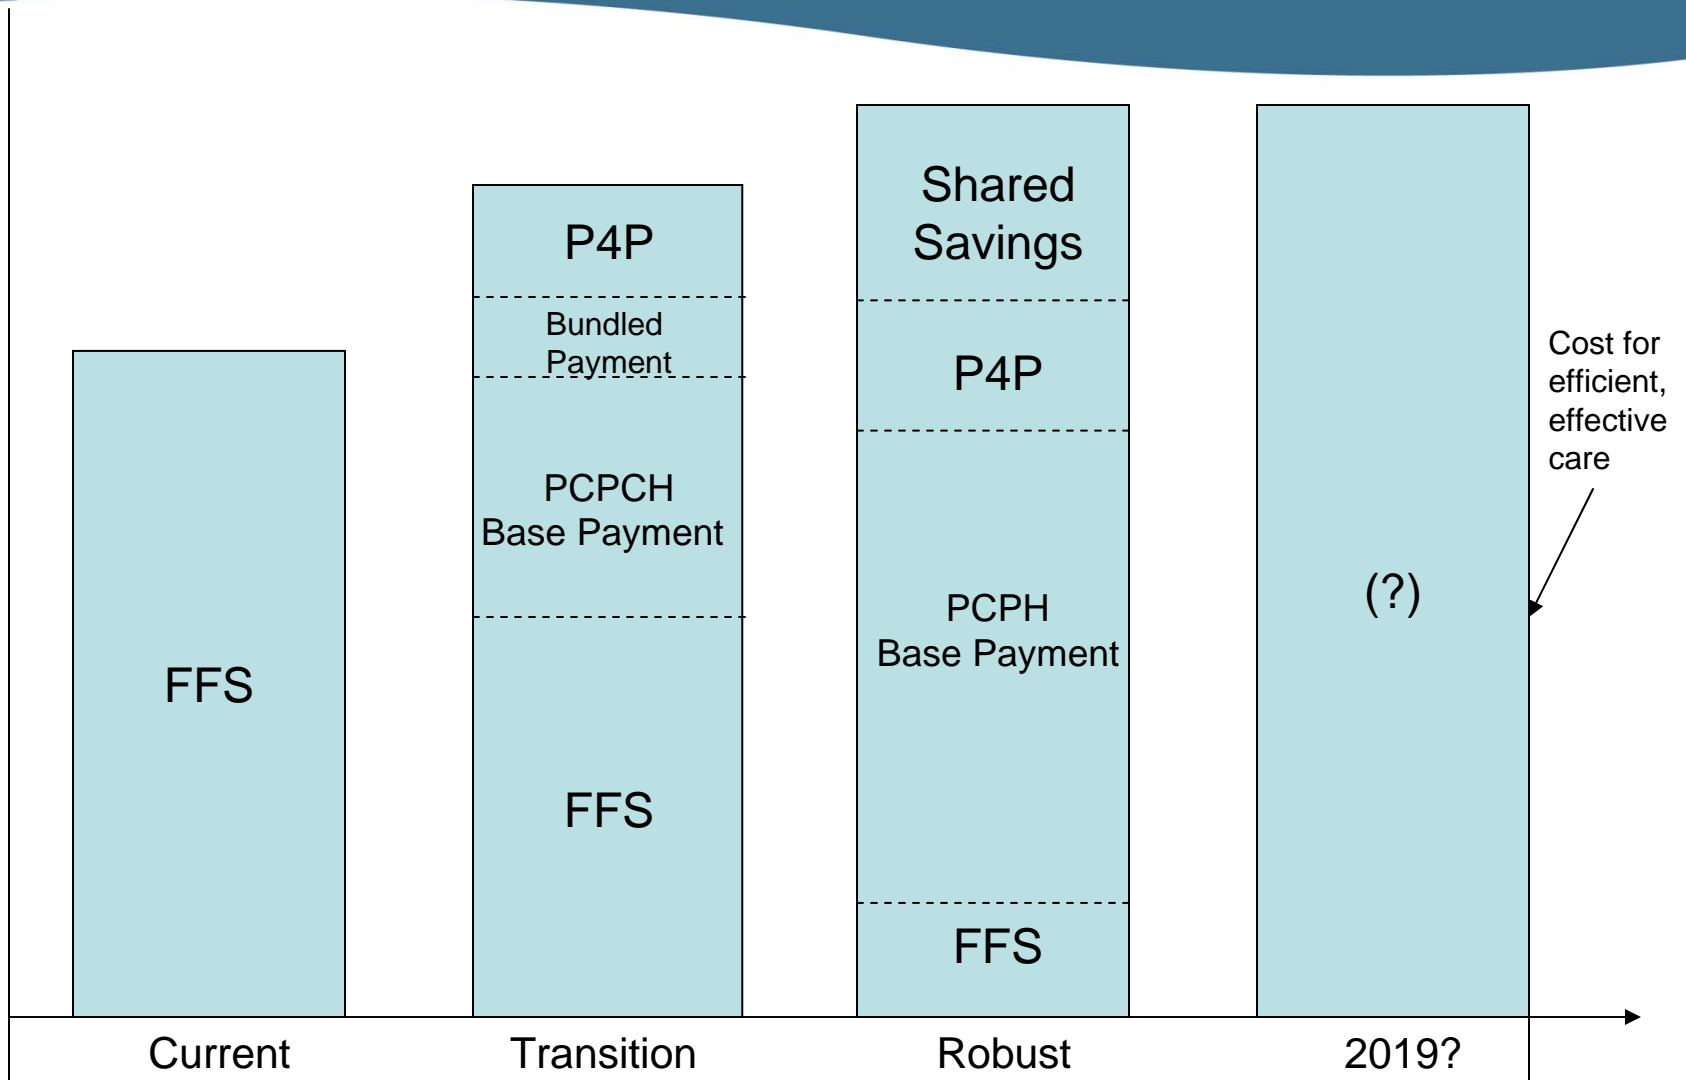 FFS
Current
P4P
Bundled
Payment
PCPCH
Base Payment
FFS
Transition
Shared
Savings
P4P
PCPH
Base Payment
FFS
Robust
(?)
2019?
Cost for
efficient,
effective
care